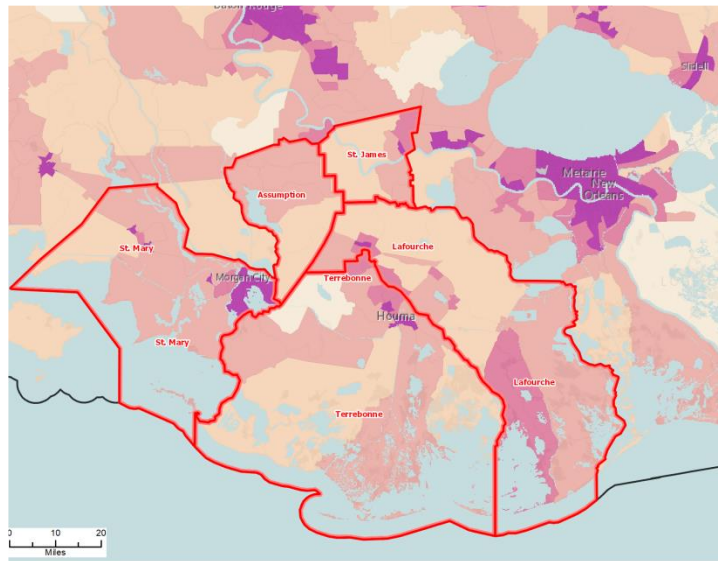 Baton Rouge
Slidell
St. James
Metairie
New
Orleans
Assumption
St. Mary
Lafourche
Morgan City
Terrebonne
Houma
St. Mary
Lafourche
Terrebonne
0 10 20
Miles